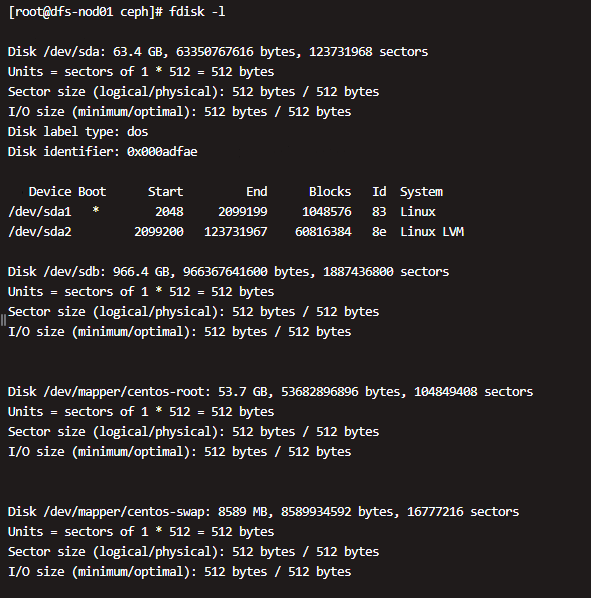 [root@dfs-nod01 ceph]# fdisk -l
Disk /dev/sda: 63.4 GB, 63350767616 bytes, 123731968 sectors
Units = sectors of 1 * 512 = 512 bytes
Sector size (logical/physical): 512 bytes / 512 bytes
I/O size (minimum/optimal): 512 bytes / 512 bytes
Disk label type: dos
Disk identifier: 0x000adfae
Device Boot Start End Blocks Id System
/dev/sda1 * 2048 2099199 1048576 83 Linux
/dev/sda2 2099200 123731967 60816384 8e Linux LVM
Disk /dev/sdb: 966.4 GB, 966367641600 bytes, 1887436800 sectors
Units = sectors of 1 * 512 = 512 bytes
Sector size (logical/physical): 512 bytes / 512 bytes
I/O size (minimum/optimal): 512 bytes / 512 bytes
Disk /dev/mapper/centos-root: 53.7 GB, 53682896896 bytes, 104849408 sectors
Units = sectors of 1 * 512 = 512 bytes
Sector size (logical/physical): 512 bytes / 512 bytes
I/O size (minimum/optimal): 512 bytes / 512 bytes
Disk /dev/mapper/centos-swap: 8589 MB, 8589934592 bytes, 16777216 sectors
Units = sectors of 1 * 512 = 512 bytes
Sector size (logical/physical): 512 bytes / 512 bytes
I/O size (minimum/optimal): 512 bytes / 512 bytes